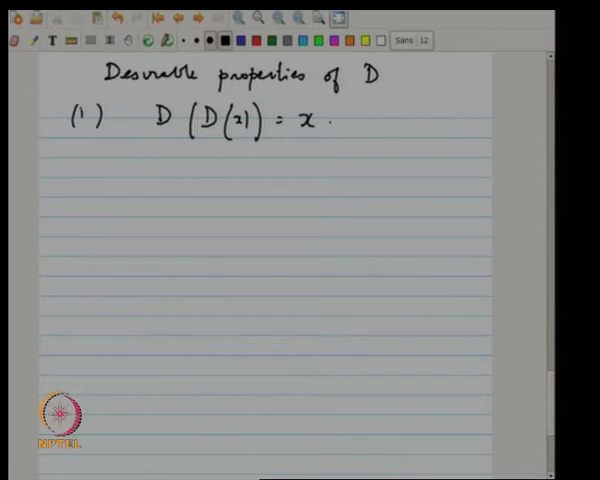 T Sans 12
Desirable properties of D
(1) D (D(x)) = x .
NPTEL